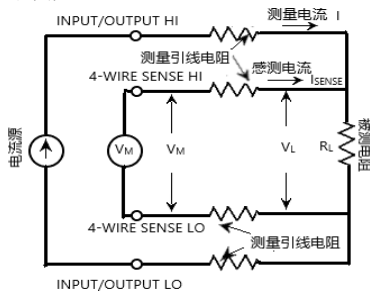 INPUT/OUTPUT HI
测量电流 I
测量引线电阻
4-WIRE SENSE HI
感测电流
ISENSE
电流源
VM
VM
VL
RL
被测电阻
4-WIRE SENSE LO
测量引线电阻
INPUT/OUTPUT LO